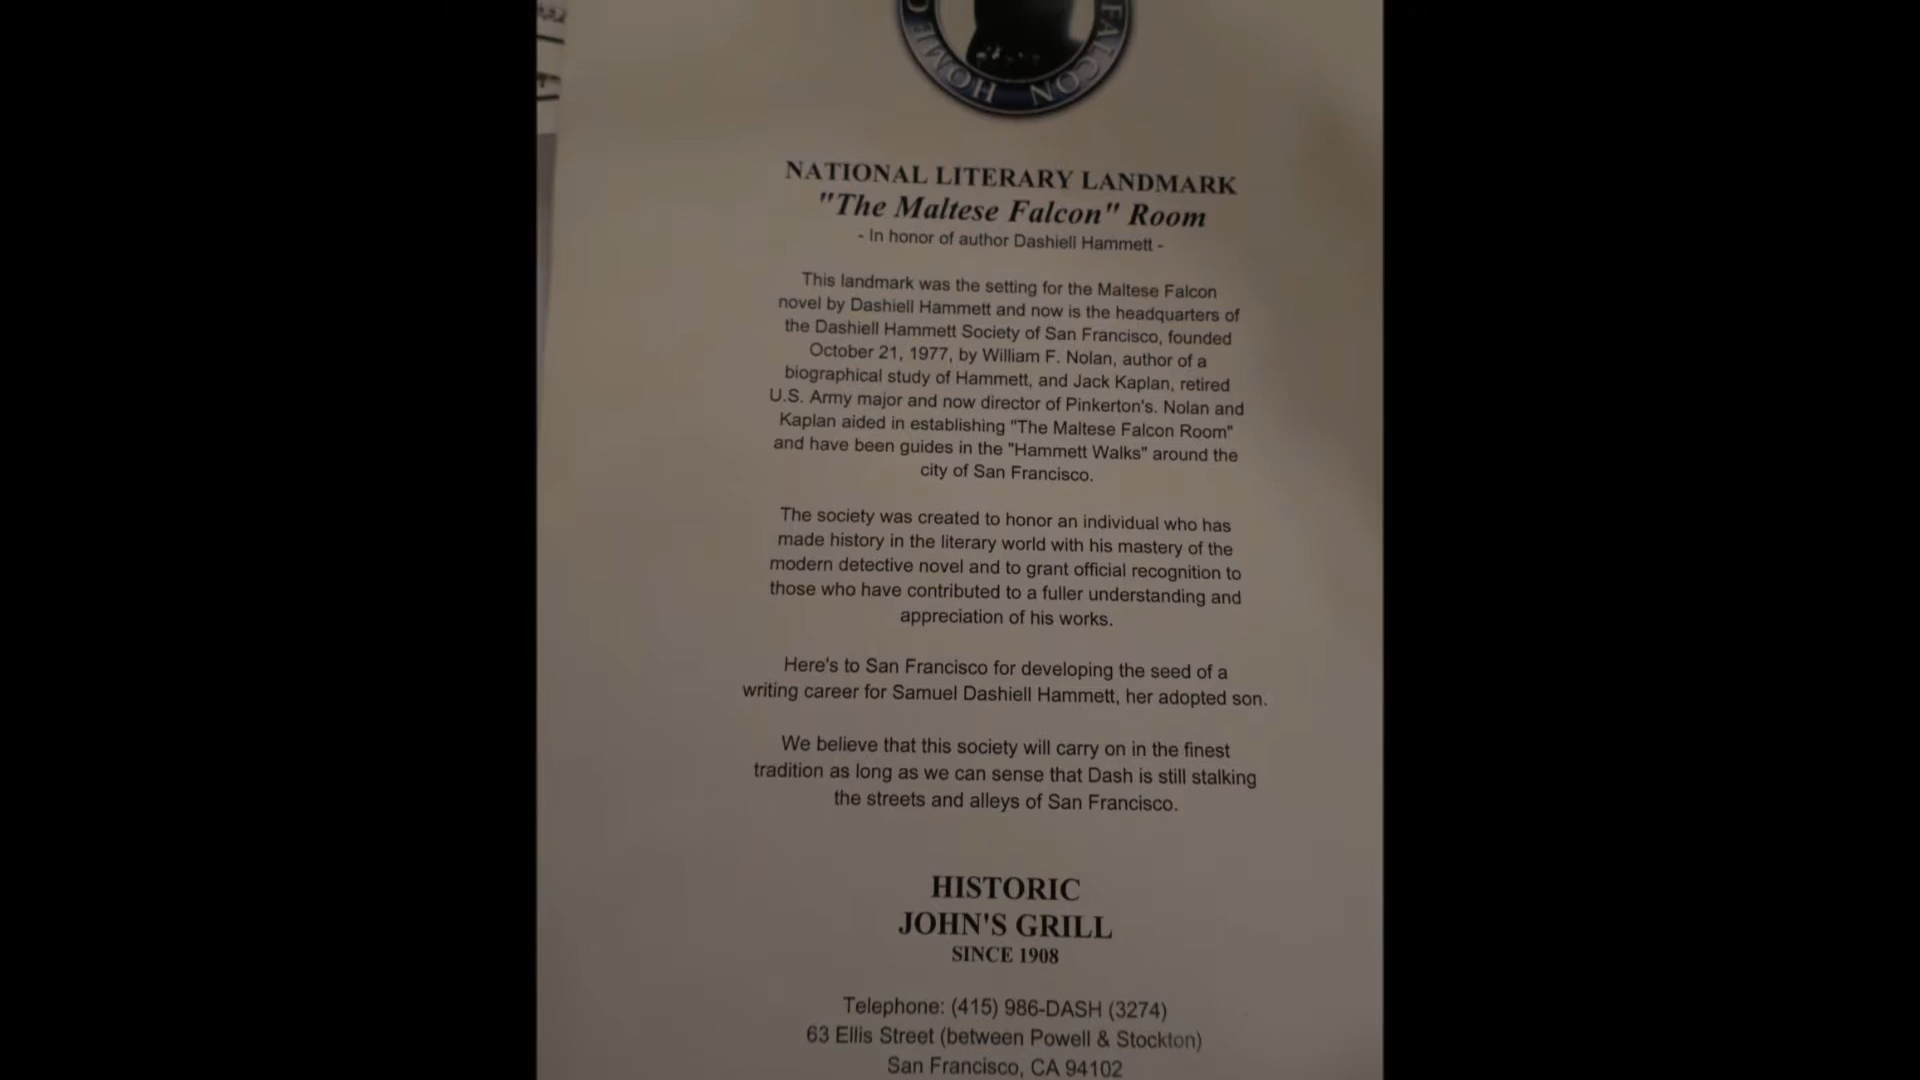 HOME O
FALCON
NATIONAL LITERARY LANDMARK
"The Maltese Falcon" Room
- In honor of author Dashiell Hammett -
This landmark was the setting for the Maltese Falcon
novel by Dashiell Hammett and now is the headquarters of
the Dashiell Hammett Society of San Francisco, founded
October 21, 1977, by William F. Nolan, author of a
biographical study of Hammett, and Jack Kaplan, retired
U.S. Army major and now director of Pinkerton's. Nolan and
Kaplan aided in establishing "The Maltese Falcon Room"
and have been guides in the "Hammett Walks" around the
city of San Francisco.
The society was created to honor an individual who has
made history in the literary world with his mastery of the
modern detective novel and to grant official recognition to
those who have contributed to a fuller understanding and
appreciation of his works.
Here's to San Francisco for developing the seed of a
writing career for Samuel Dashiell Hammett, her adopted son.
We believe that this society will carry on in the finest
tradition as long as we can sense that Dash is still stalking
the streets and alleys of San Francisco.
HISTORIC
JOHN'S GRILL
SINCE 1908
Telephone: (415) 986-DASH (3274)
63 Ellis Street (between Powell & Stockton)
San Francisco, CA 94102